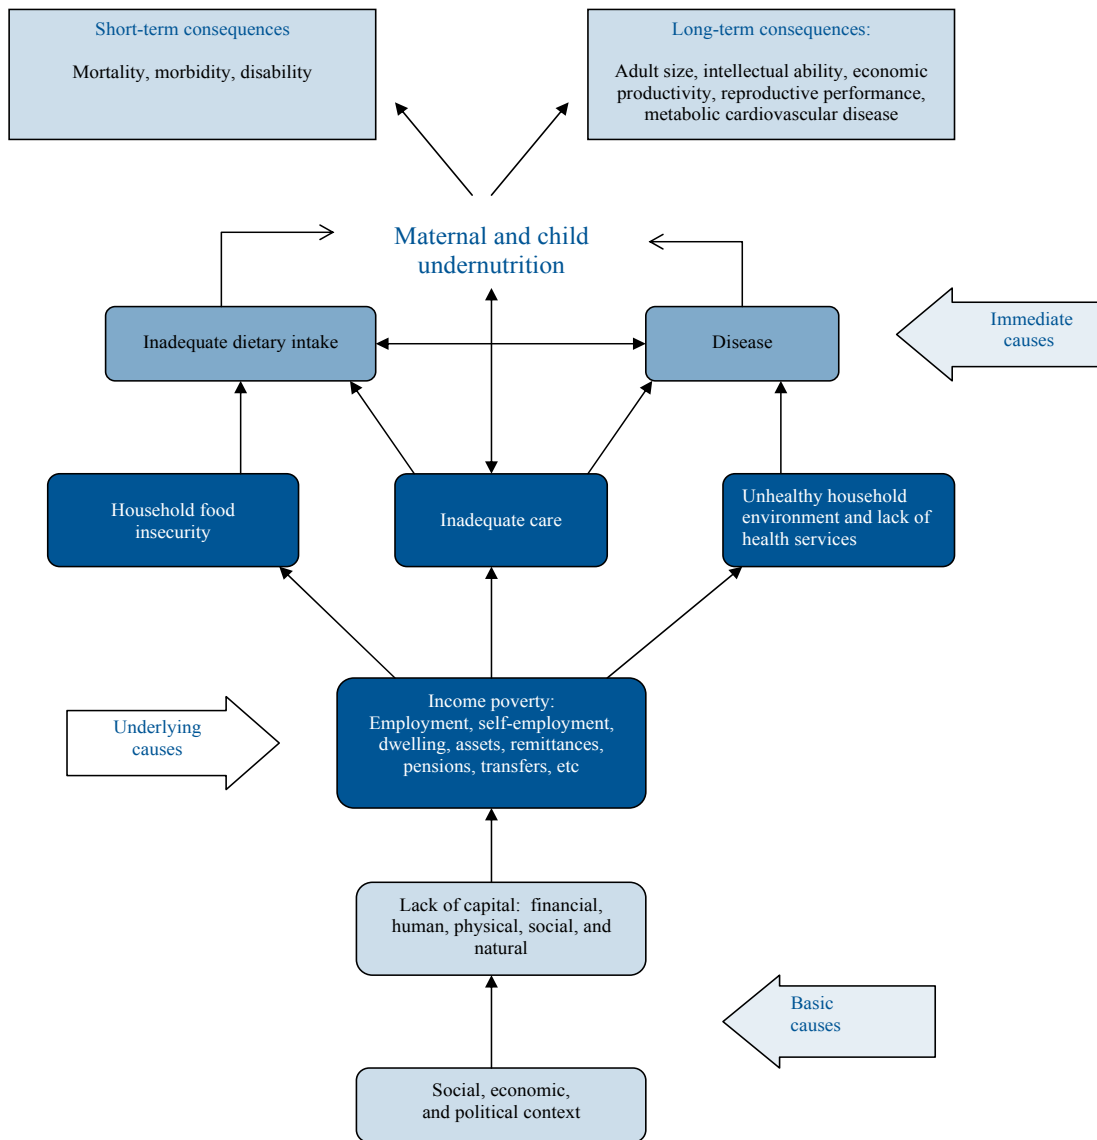 Short-term consequences
Mortality, morbidity, disability
Long-term consequences:
Adult size, intellectual ability, economic
productivity, reproductive performance,
metabolic cardiovascular disease
Maternal and child
undernutrition
Inadequate dietary intake
Disease
Immediate
causes
Household food
insecurity
Inadequate care
Unhealthy household
environment and lack of
health services
Income poverty:
Employment, self-employment,
dwelling, assets, remittances,
pensions, transfers, etc
Underlying
causes
Lack of capital:  financial,
human, physical, social, and
natural
Basic
causes
Social, economic,
and political context